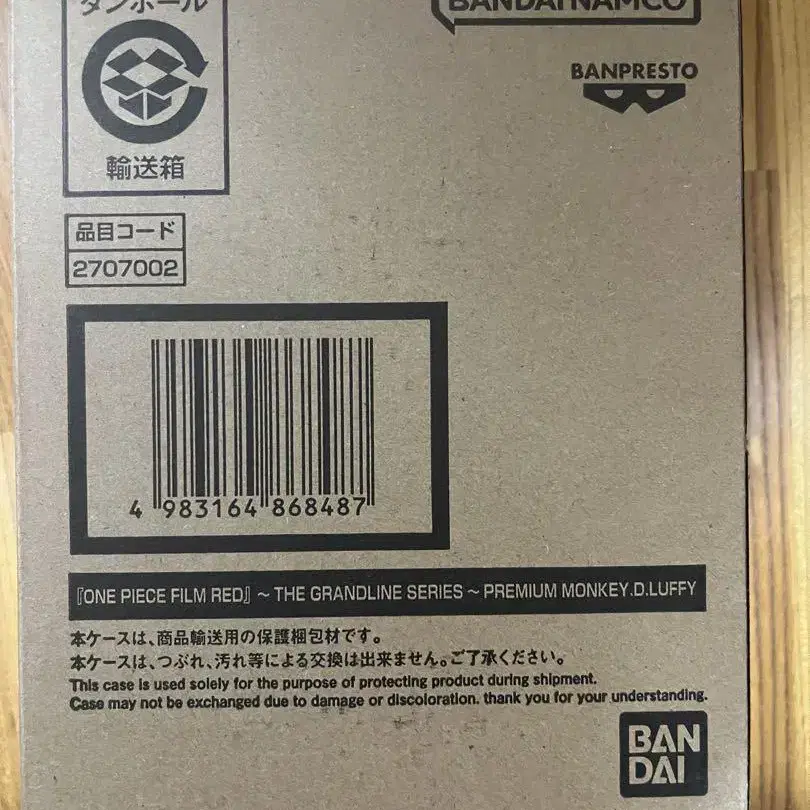 ダンボール
BANDAI NAMCO
BANPRESTO
輸送箱
品目コード
2707002
4 983164 868487
『ONE PIECE FILM RED』 ~ THE GRANDLINE SERIES ~ PREMIUM MONKEY.D.LUFFY
本ケースは、商品輸送用の保護梱包材です。
本ケースは、つぶれ、汚れ等による交換は出来ません。ご了承ください。
This case is used solely for the purpose of protecting product during shipment.
Case may not be exchanged due to damage or discoloration. thank you for your understanding.
BAN
DAI